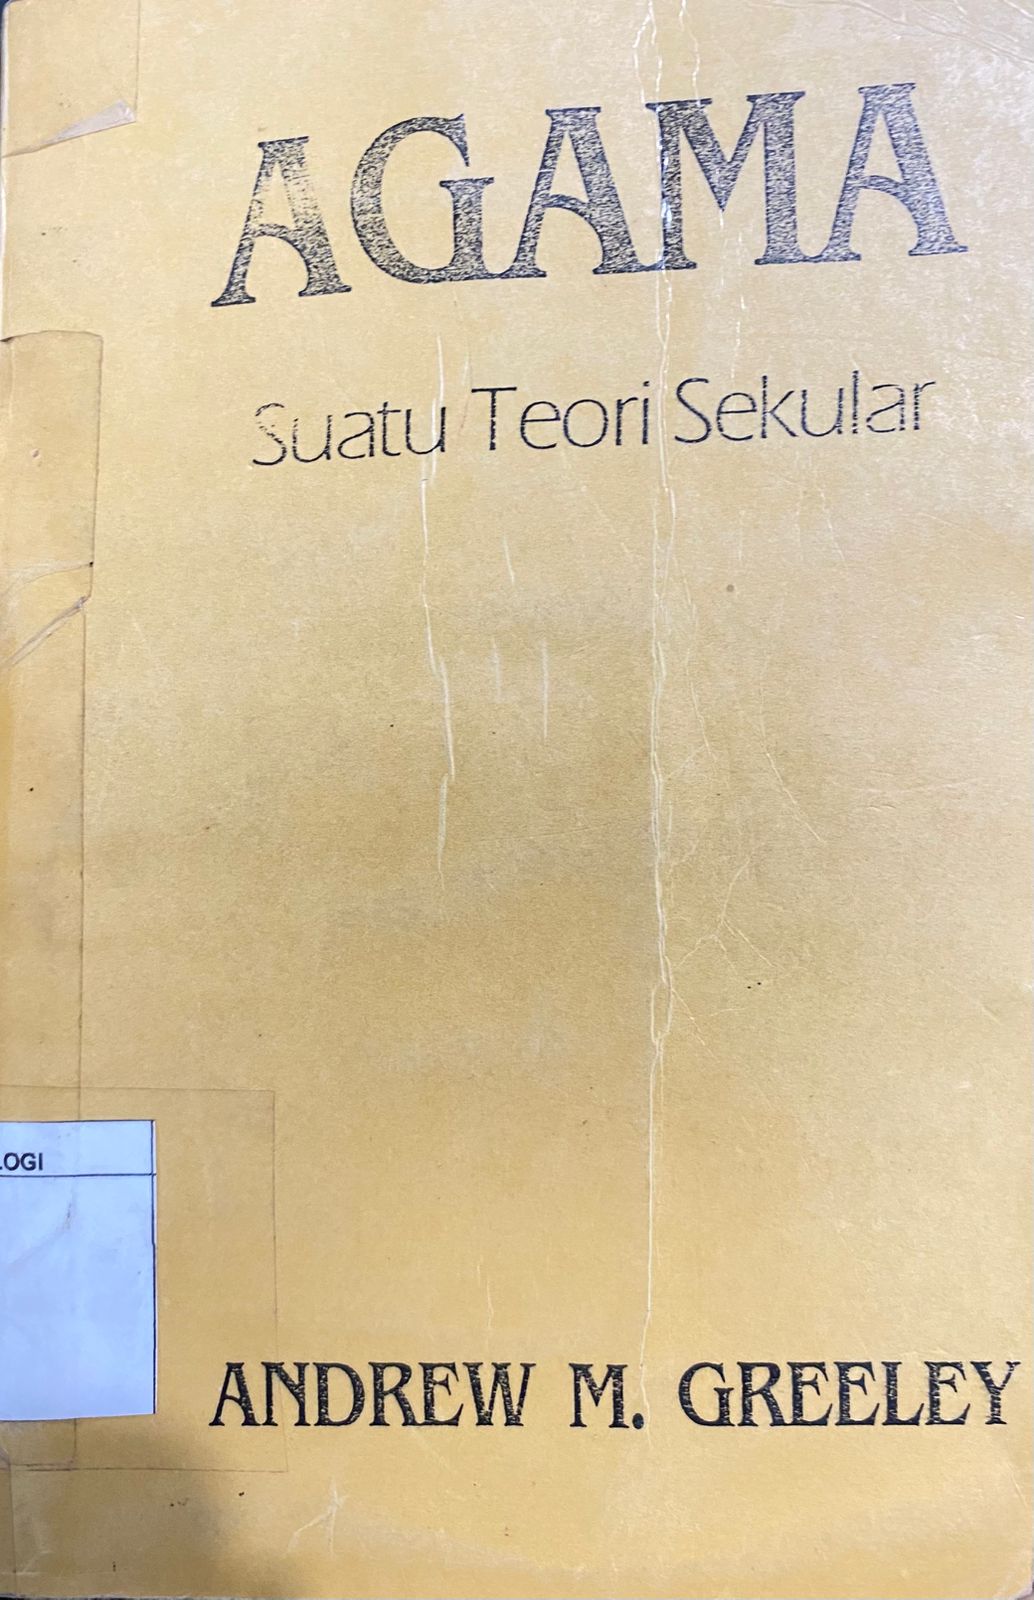 AGAMA
Suatu Teori Sekular
LOGI
ANDREW M. GREELEY